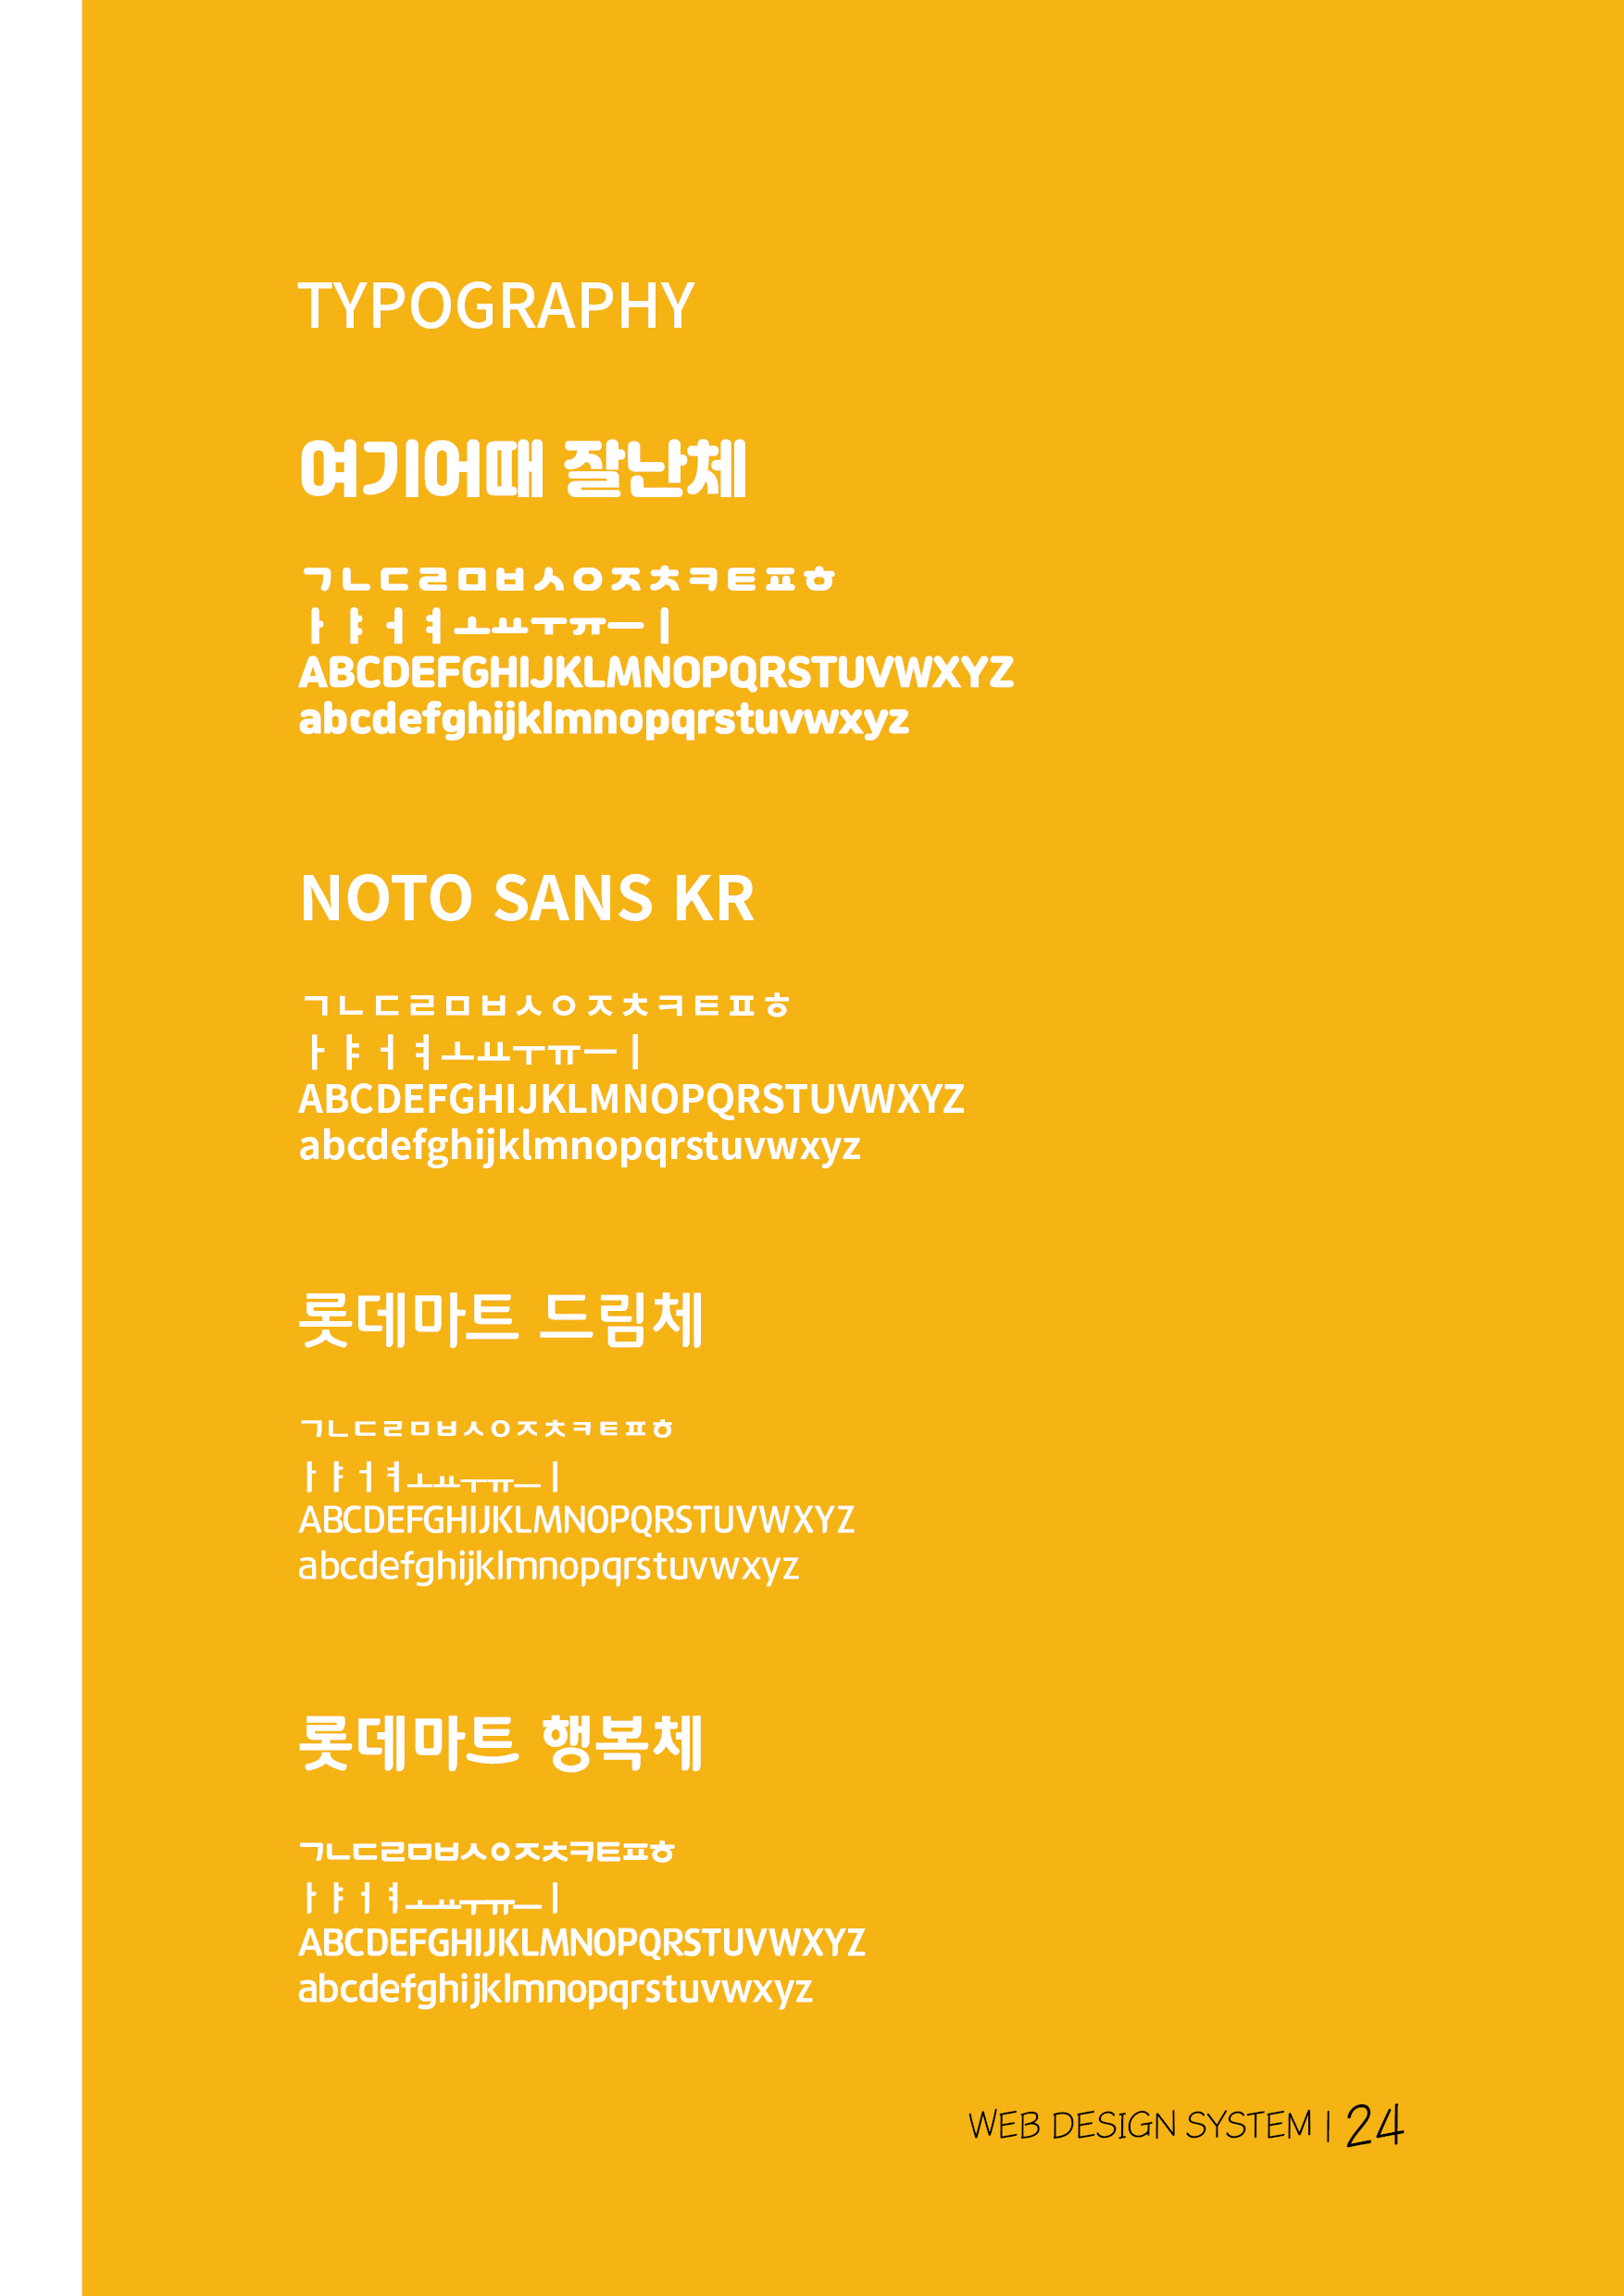 TYPOGRAPHY
여기어때 잘난체
ㄱㄴㄷㄹㅁㅂㅅㅇㅈㅊㅋㅌㅍㅎ
ㅏㅑㅓㅕㅗㅛㅜㅠㅡㅣ
ABCDEFGHIJKLMNOPQRSTUVWXYZ
abcdefghijklmnopqrstuvwxyz
NOTO SANS KR
ㄱㄴㄷㄹㅁㅂㅅㅇㅈㅊㅋㅌㅍㅎ
ㅏㅑㅓㅕㅗㅛㅜㅠㅡㅣ
ABCDEFGHIJKLMNOPQRSTUVWXYZ
abcdefghijklmnopqrstuvwxyz
롯데마트 드림체
ㄱㄴㄷㄹㅁㅂㅅㅇㅈㅊㅋㅌㅍㅎ
ㅏㅑㅓㅕㅗㅛㅜㅠㅡㅣ
ABCDEFGHIJKLMNOPQRSTUVWXYZ
abcdefghijklmnopqrstuvwxyz
롯데마트 행복체
ㄱㄴㄷㄹㅁㅂㅅㅇㅈㅊㅋㅌㅍㅎ
ㅏㅑㅓㅕㅗㅛㅜㅠㅡㅣ
ABCDEFGHIJKLMNOPQRSTUVWXYZ
abcdefghijklmnopqrstuvwxyz
WEB DESIGN SYSTEM | 24